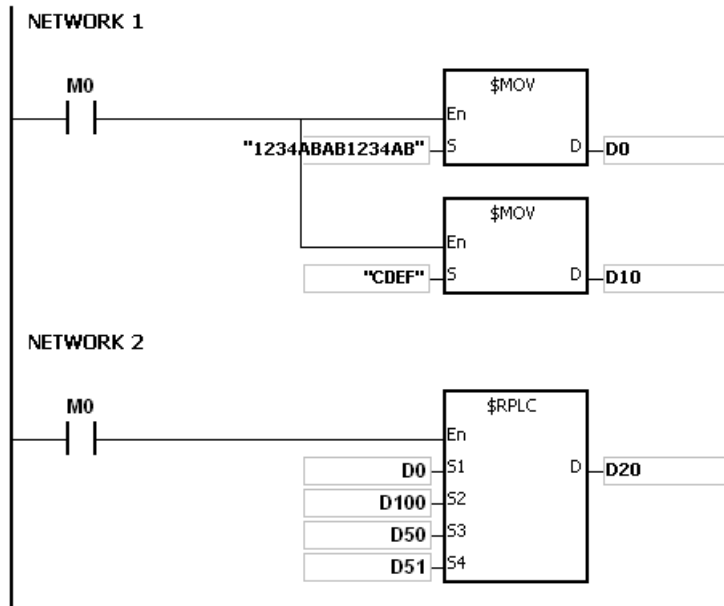 NETWORK 1
M0
$MOV
En
"1234ABAB1234AB" S D D0
$MOV
En
"CDEF" S D D10
NETWORK 2
M0
$RPLC
En
D0 S1 D D20
D100 S2
D50 S3
D51 S4